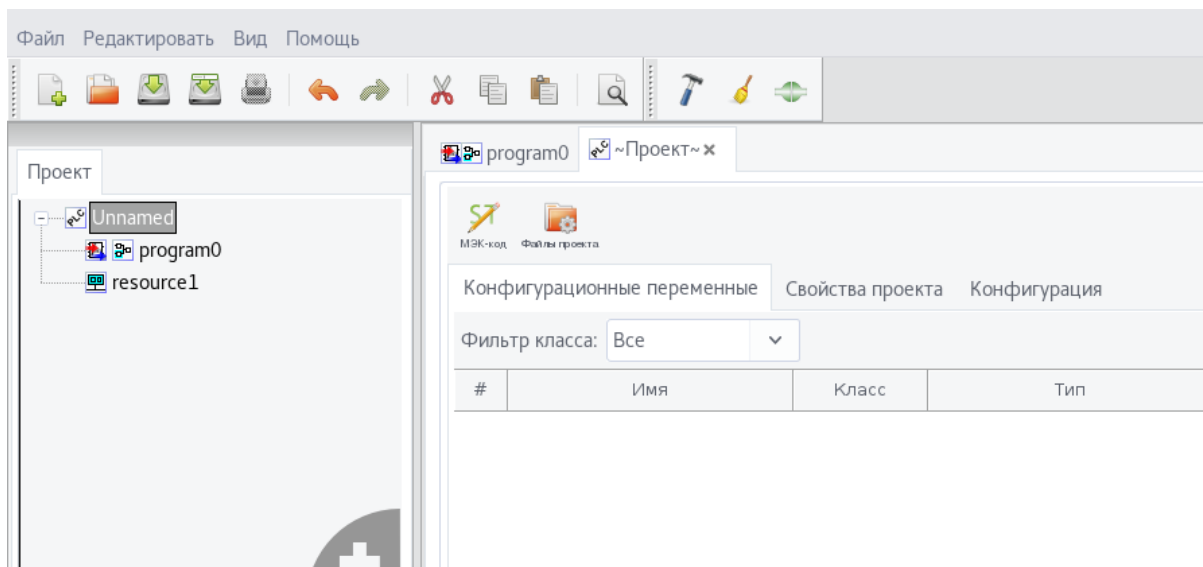 Файл Редактировать Вид Помощь
Проект
Unnamed
program0
resource1
program0 ~Проект~
ST
МЭК-код Файлы проекта
Конфигурационные переменные Свойства проекта Конфигурация
Фильтр класса: Все
# Имя Класс Тип